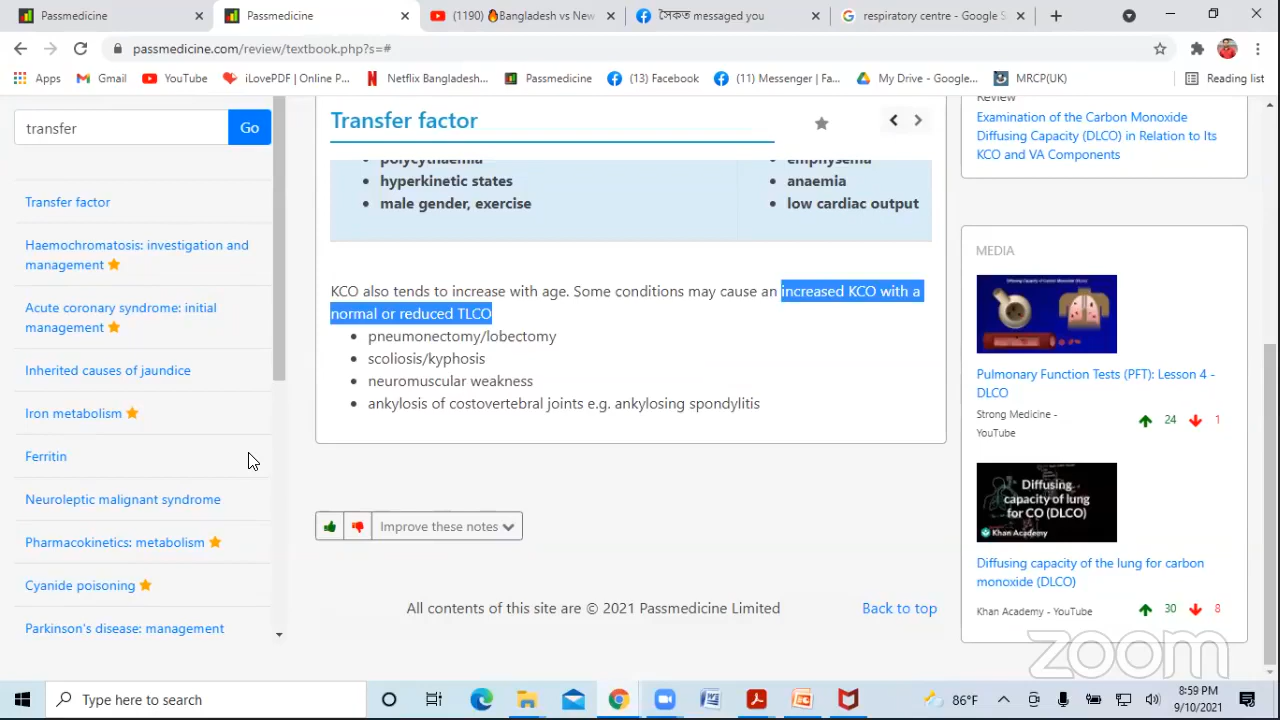 Passmedicine
Passmedicine
(1190) 🔥Bangladesh vs New
সৈকত messaged you
respiratory centre - Google S
passmedicine.com/review/textbook.php?s=#
Apps
Gmail
YouTube
iLovePDF | Online P...
Netflix Bangladesh...
Passmedicine
(13) Facebook
(11) Messenger | Fa...
My Drive - Google...
MRCP(UK)
Reading list
transfer
Go
Transfer factor
Haemochromatosis: investigation and
management
Acute coronary syndrome: initial
management
Inherited causes of jaundice
Iron metabolism
Ferritin
Neuroleptic malignant syndrome
Pharmacokinetics: metabolism
Cyanide poisoning
Parkinson's disease: management
Transfer factor
• polycythaemia
• hyperkinetic states
• male gender, exercise
• emphysema
• anaemia
• low cardiac output
KCO also tends to increase with age. Some conditions may cause an increased KCO with a
normal or reduced TLCO
• pneumonectomy/lobectomy
• scoliosis/kyphosis
• neuromuscular weakness
• ankylosis of costovertebral joints e.g. ankylosing spondylitis
Improve these notes
All contents of this site are © 2021 Passmedicine Limited
Back to top
Review
Examination of the Carbon Monoxide
Diffusing Capacity (DLCO) in Relation to Its
KCO and VA Components
MEDIA
Pulmonary Function Tests (PFT): Lesson 4 -
DLCO
Strong Medicine -
YouTube
24
1
Diffusing
capacity of lung
for CO (DLCO)
Khan Academy
Diffusing capacity of the lung for carbon
monoxide (DLCO)
Khan Academy - YouTube
30
8
zoom
Type here to search
86°F
8:59 PM
9/10/2021